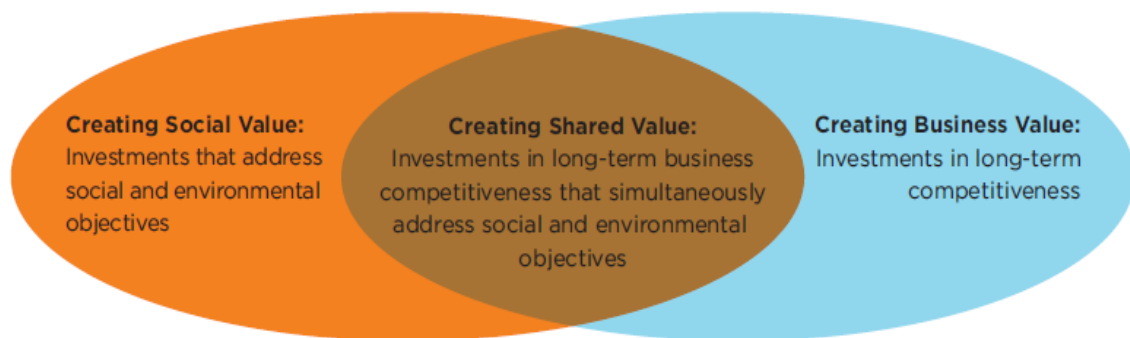 Creating Social Value:
Investments that address
social and environmental
objectives
Creating Shared Value:
Investments in long-term business
competitiveness that simultaneously
address social and environmental
objectives
Creating Business Value:
Investments in long-term
competitiveness